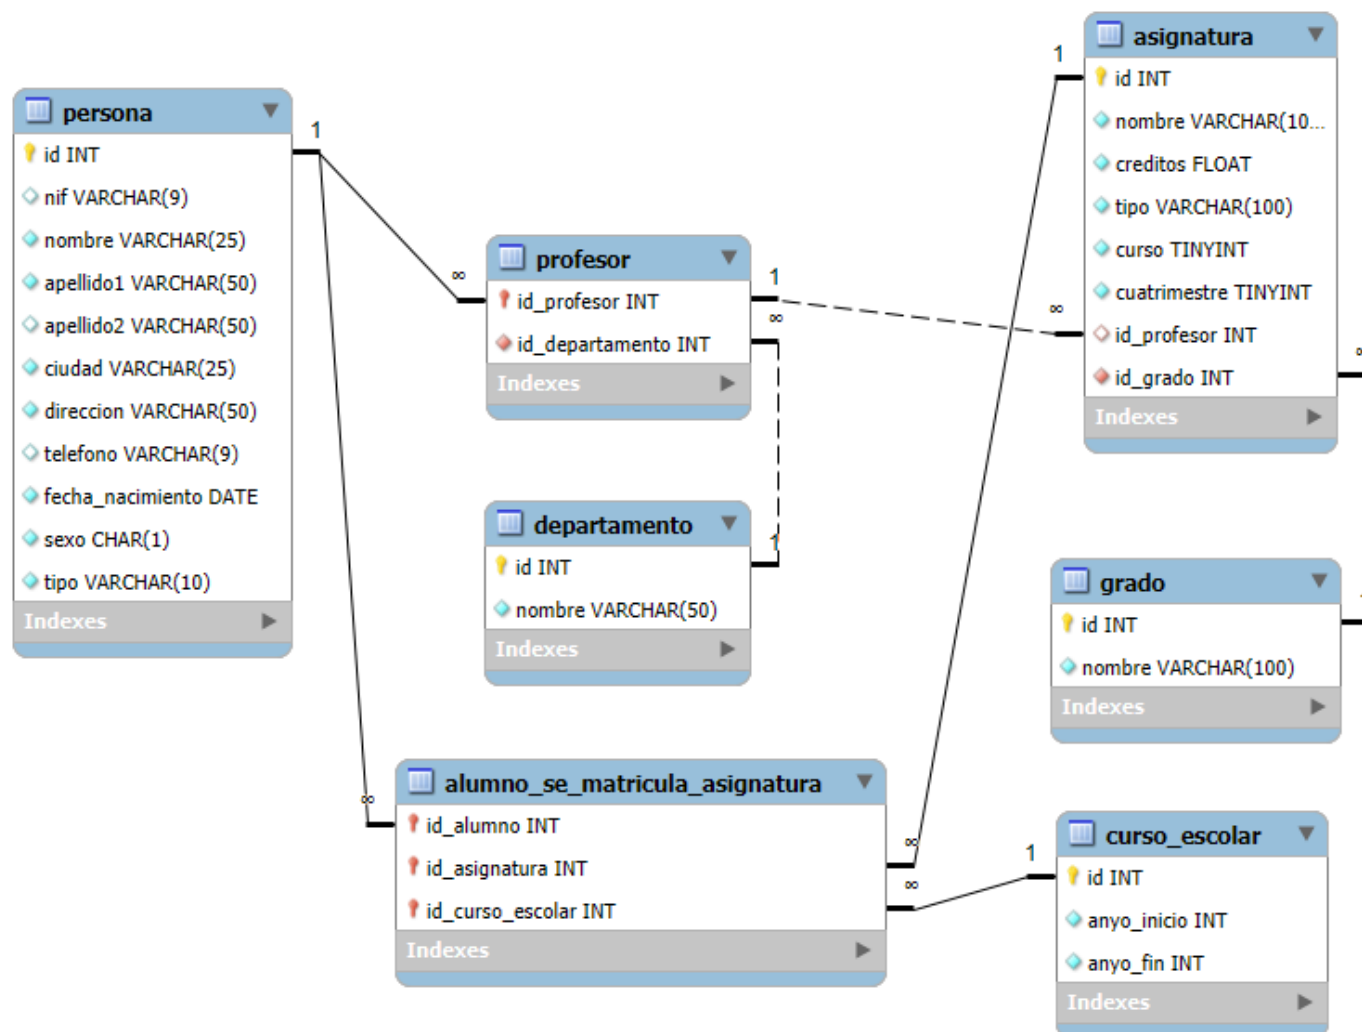 persona
id INT
nif VARCHAR(9)
nombre VARCHAR(25)
apellido1 VARCHAR(50)
apellido2 VARCHAR(50)
ciudad VARCHAR(25)
direccion VARCHAR(50)
telefono VARCHAR(9)
fecha_nacimiento DATE
sexo CHAR(1)
tipo VARCHAR(10)
Indexes
1
∞
profesor
id_profesor INT
id_departamento INT
Indexes
1
∞
departamento
id INT
nombre VARCHAR(50)
Indexes
1
∞
alumno_se_matricula_asignatura
id_alumno INT
id_asignatura INT
id_curso_escolar INT
Indexes
∞
∞
1
asignatura
id INT
nombre VARCHAR(10...
creditos FLOAT
tipo VARCHAR(100)
curso TINYINT
cuatrimestre TINYINT
∞
id_profesor INT
id_grado INT
Indexes
grado
id INT
nombre VARCHAR(100)
Indexes
1
curso_escolar
id INT
anyo_inicio INT
anyo_fin INT
Indexes